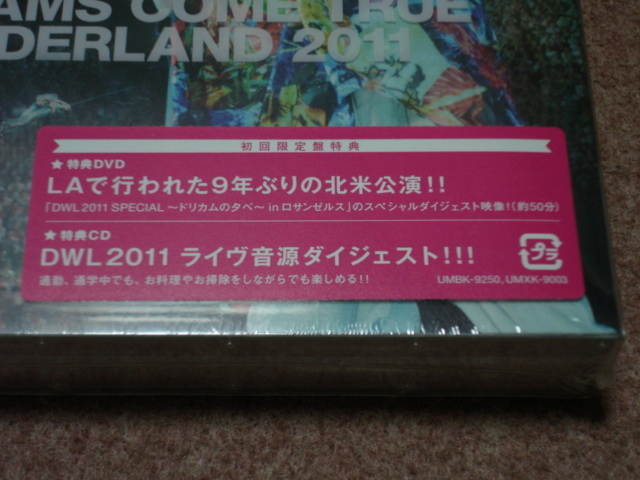 AMS COME TRUE
DERLAND 2011
初回限定盤特典
★ 特典DVD
LAで行われた9年ぶりの北米公演!!
「DWL 2011 SPECIAL ～ドリカムの夕べ～ in ロサンゼルス」のスペシャルダイジェスト映像!(約50分)
★ 特典CD
DWL 2011 ライヴ音源ダイジェスト!!!
通勤、通学中でも、お料理やお掃除をしながらでも楽しめる!!
プラ
UMBK-9250, UMXK-9003